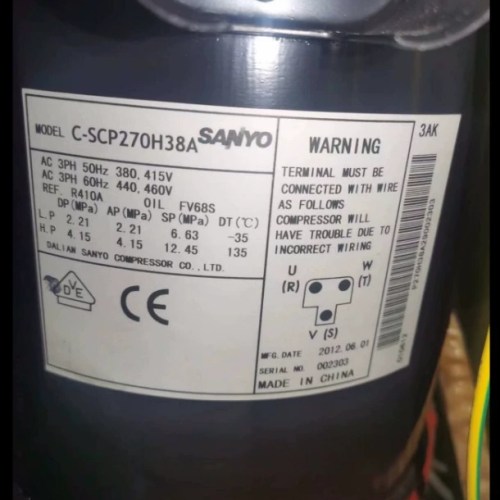 MODEL C-SCP270H38A SANYO
AC 3PH 50Hz 380, 415V
AC 3PH 60Hz 440, 460V
REF. R410A OIL FV68S
DP(MPa) AP(MPa) SP(MPa) DT(℃)
L.P 2.21 2.21 6.63 -35
H.P 4.15 4.15 12.45 135
DALIAN SANYO COMPRESSOR CO., LTD.
DVE
CE
WARNING
TERMINAL MUST BE
CONNECTED WITH WIRE
AS FOLLOWS
COMPRESSOR WILL
HAVE TROUBLE DUE TO
INCORRECT WIRING
U W
(R) (T)
V (S)
MFG. DATE 2012.06.01
SERIAL NO. 002303
MADE IN CHINA
3AK